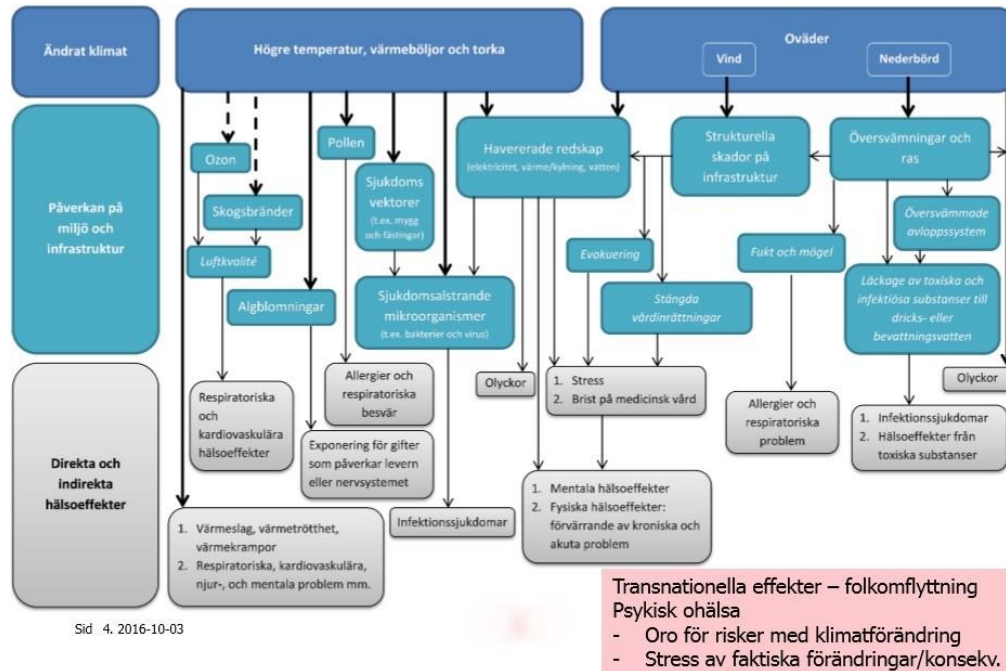 Ändrat klimat
Högre temperatur, värmeböljor och torka
Oväder
Vind
Nederbörd
Påverkan på
miljö och
infrastruktur
Ozon
Skogsbränder
Luftkvalité
Algblomningar
Pollen
Sjukdoms
vektorer
(t.ex. mygg
och fästingar)
Sjukdomsalstrande
mikroorganismer
(t.ex. bakterier och virus)
Havererade redskap
(elektricitet, värme/kylning, vatten)
Strukturella
skador på
infrastruktur
Översvämningar och
ras
Evakuering
Stängda
vårdinrättningar
Fukt och mögel
Översvämmade
avloppssystem
Läckage av toxiska och
infektiösa substanser till
dricks- eller
bevattningsvatten
Direkta och
indirekta
hälsoeffekter
Respiratoriska
och
kardiovaskulära
hälsoeffekter
Allergier och
respiratoriska
besvär
Exponering för gifter
som påverkar levern
eller nervsystemet
Olyckor
1. Stress
2. Brist på medicinsk vård
Allergier och
respiratoriska
problem
Olyckor
1. Infektionssjukdomar
2. Hälsoeffekter från
toxiska substanser
1. Värmeslag, värmetrötthet,
värmekrampor
2. Respiratoriska, kardiovaskulära,
njur-, och mentala problem mm.
Infektionssjukdomar
1. Mentala hälsoeffekter
2. Fysiska hälsoeffekter:
förvärrande av kroniska och
akuta problem
Transnationella effekter – folkomflyttning
Psykisk ohälsa
- Oro för risker med klimatförändring
- Stress av faktiska förändringar/konsekv.
Sid 4. 2016-10-03